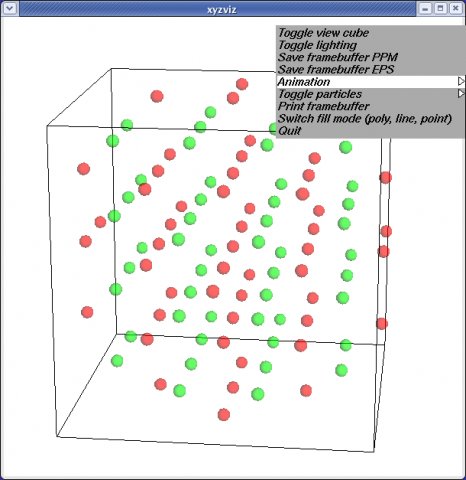 xyzviz
Toggle view cube
Toggle lighting
Save framebuffer PPM
Save framebuffer EPS
Animation
Toggle particles
Print framebuffer
Switch fill mode (poly, line, point)
Quit